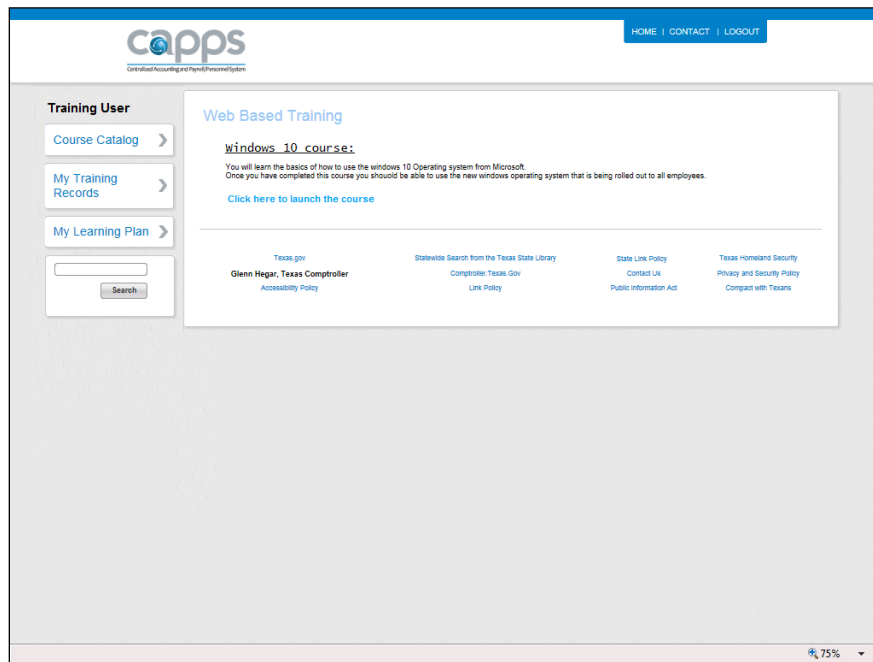 HOME | CONTACT | LOGOUT
capps
Centralized Accounting and Payroll/Personnel System
Training User
Course Catalog
My Training
Records
My Learning Plan
Search
Web Based Training
Windows 10 course:
You will learn the basics of how to use the windows 10 Operating system from Microsoft.
Once you have completed this course you shouold be able to use the new windows operating system that is being rolled out to all employees.
Click here to launch the course
Texas.gov
Statewide Search from the Texas State Library
State Link Policy
Texas Homeland Security
Glenn Hegar, Texas Comptroller
Comptroller.Texas.Gov
Contact Us
Privacy and Security Policy
Accessibility Policy
Link Policy
Public Information Act
Compact with Texans
75%